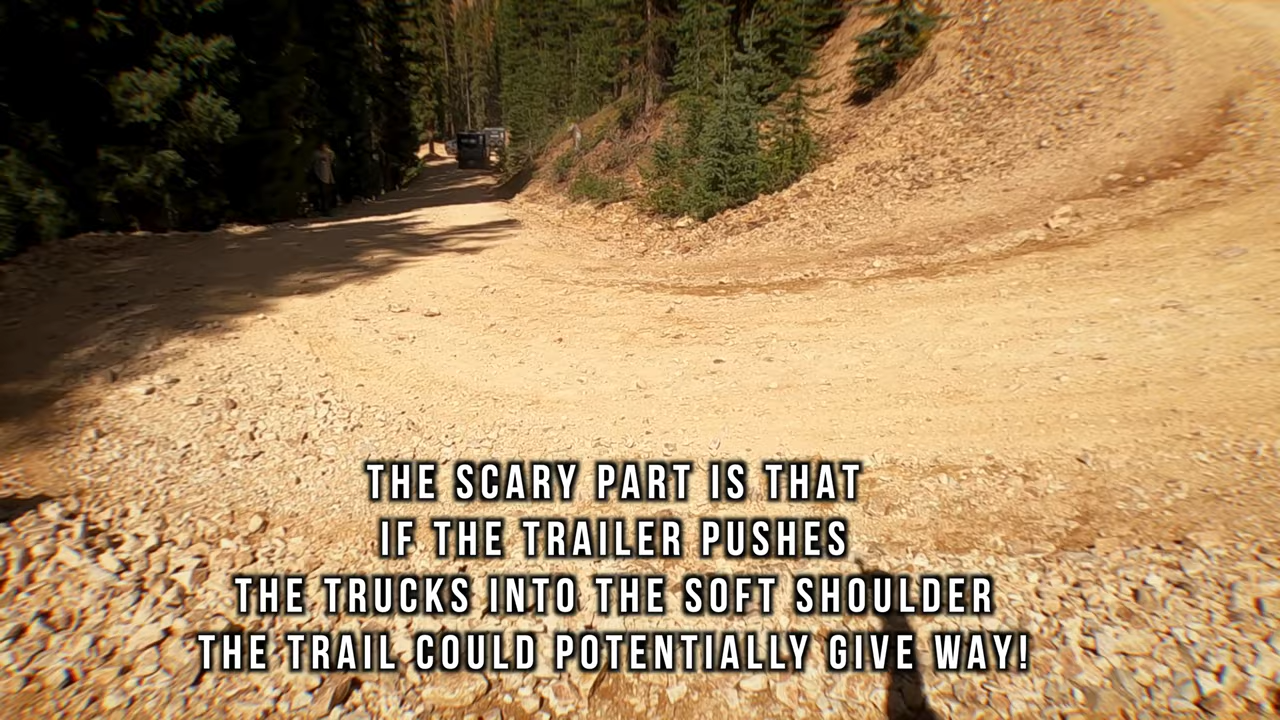 THE SCARY PART IS THAT
IF THE TRAILER PUSHES
THE TRUCKS INTO THE SOFT SHOULDER
THE TRAIL COULD POTENTIALLY GIVE WAY!